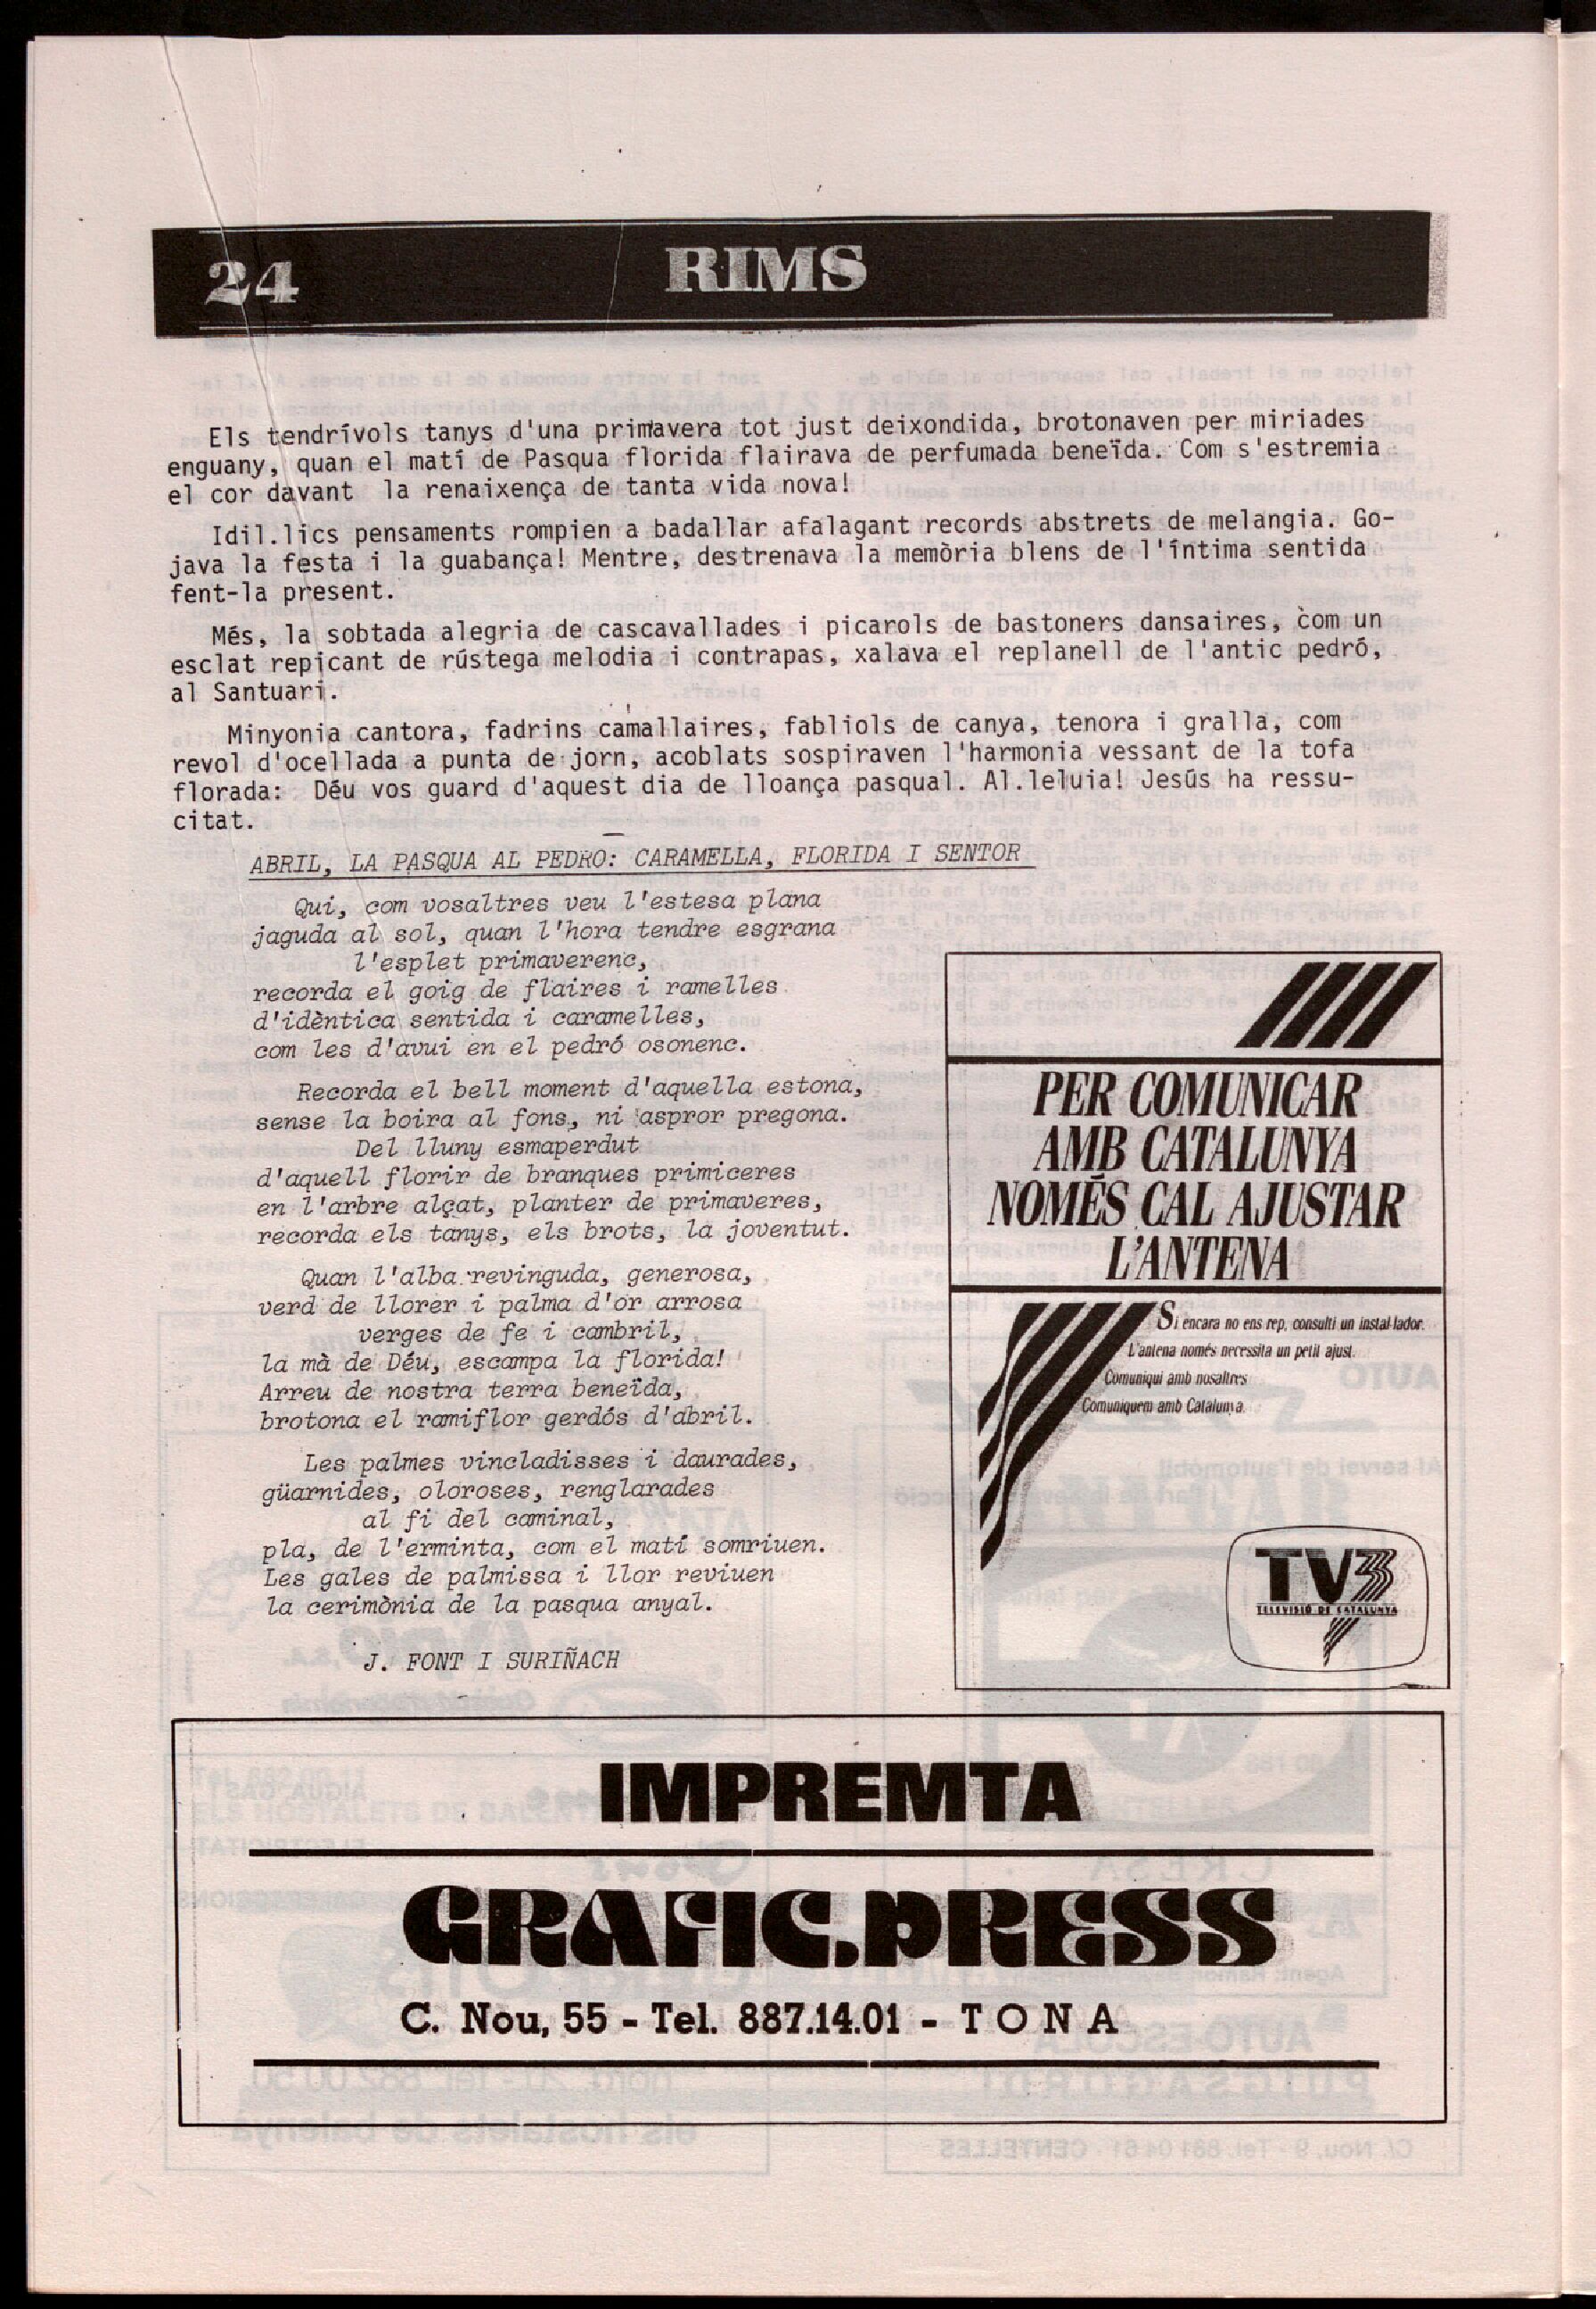 24
RIMS
Els tendrívols tanys d'una primavera tot just deixondida, brotonaven per miriades
enguany, quan el matí de Pasqua florida flairava de perfumada beneïda. Com s'estremia
el cor davant la renaixença de tanta vida nova!
Idil.lics pensaments rompien a badallar afalagant records abstrets de melangia. Go-
java la festa i la guabança! Mentre, destrenava la memòria blens de l'íntima sentida
fent-la present.
Més, la sobtada alegria de cascavallades i picarols de bastoners dansaires, com un
esclat repicant de rústega melodia i contrapas, xalava el replanell de l'antic pedró,
al Santuari.
Minyonia cantora, fadrins camallaires, fabliols de canya, tenora i gralla, com
revol d'ocellada a punta de jorn, acoblats sospiraven l'harmonia vessant de la tofa
florada: Déu vos guard d'aquest dia de lloança pasqual. Al.leluia! Jesús ha ressu-
citat.
ABRIL, LA PASQUA AL PEDRO: CARAMELLA, FLORIDA I SENTOR
Qui, com vosaltres veu l'estesa plana
jaguda al sol, quan l'hora tendre esgrana
l'esplet primaverenc,
recorda el goig de flaires i ramelles
d'idèntica sentida i caramelles,
com les d'avui en el pedró osonenc.
Recorda el bell moment d'aquella estona,
sense la boira al fons, ni aspror pregona.
Del lluny esmaperdut
d'aquell florir de branques primiceres
en l'arbre alçat, planter de primaveres,
recorda els tanys, els brots, la joventut.
Quan l'alba revinguda, generosa,
verd de llorer i palma d'or arrosa
verges de fe i cambril,
la mà de Déu, escampa la florida!
Arreu de nostra terra beneïda,
brotona el ramiflor gerdós d'abril.
Les palmes vincladisses i daurades,
güarnides, oloroses, renglarades
al fi del caminal,
pla, de l'erminta, com el matí somriuen.
Les gales de palmissa i llor reviuen
la cerimònia de la pasqua anyal.
J. FONT I SURIÑACH
PER COMUNICAR
AMB CATALUNYA
NOMÉS CAL AJUSTAR
L'ANTENA
Si encara no ens rep, consulti un instal·lador.
L'antena només necessita un petit ajust.
Comuniqui amb nosaltres
Comuniquem amb Catalunya.
TV3
TELEVISIÓ DE CATALUNYA
IMPREMTA
GRAFIC.PRESS
C. Nou, 55 - Tel. 887.14.01 - TONA